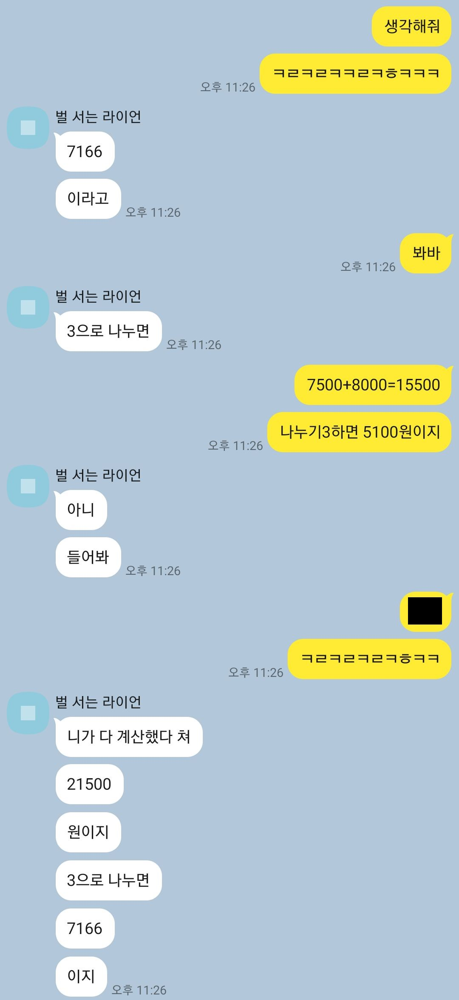 생각해줘
ㅋㄹㅋㄹㅋㅋㄹㅋㅎㅋㅋㅋ
오후 11:26
벌 서는 라이언
7166
이라고
오후 11:26
봐바
오후 11:26
벌 서는 라이언
3으로 나누면
오후 11:26
7500+8000=15500
나누기3하면 5100원이지
오후 11:26
벌 서는 라이언
아니
들어봐
오후 11:26
ㅋㄹㅋㄹㅋㄹㅋㅎㅋㅋ
오후 11:26
벌 서는 라이언
니가 다 계산했다 쳐
21500
원이지
3으로 나누면
7166
이지
오후 11:26